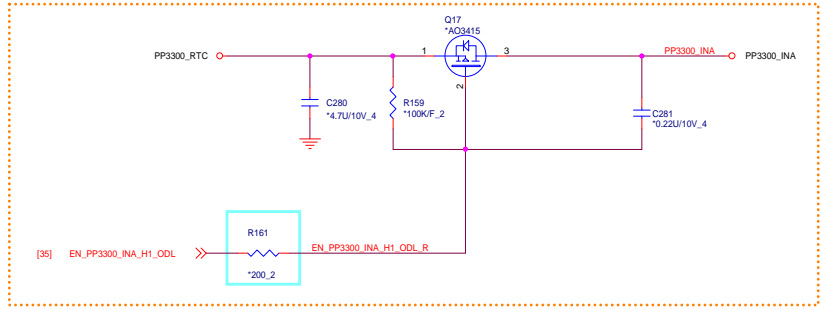 Q17
*AO3415
PP3300_RTC
1
3
PP3300_INA
PP3300_INA
2
C280
*4.7U/10V_4
R159
*100K/F_2
C281
*0.22U/10V_4
R161
[35]
EN_PP3300_INA_H1_ODL
EN_PP3300_INA_H1_ODL_R
*200_2